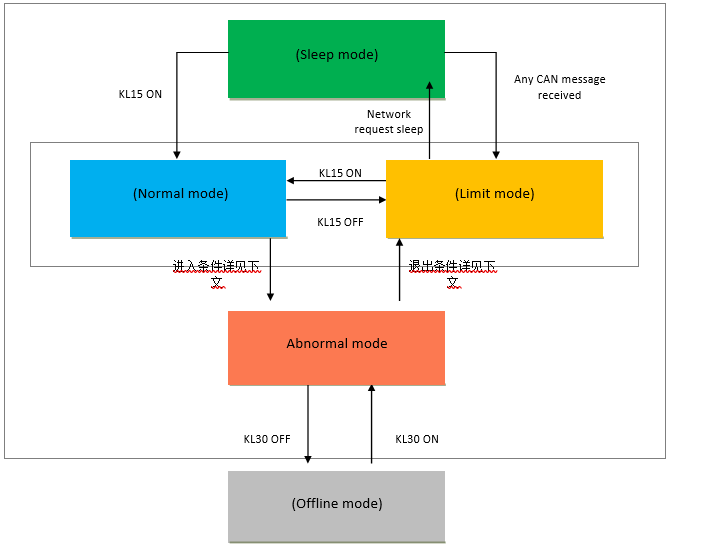 (Sleep mode)
KL15 ON
Any CAN message
received
Network
request sleep
(Normal mode)
KL15 ON
(Limit mode)
KL15 OFF
进入条件详见下
文
退出条件详见下
文
Abnormal mode
KL30 OFF
KL30 ON
(Offline mode)